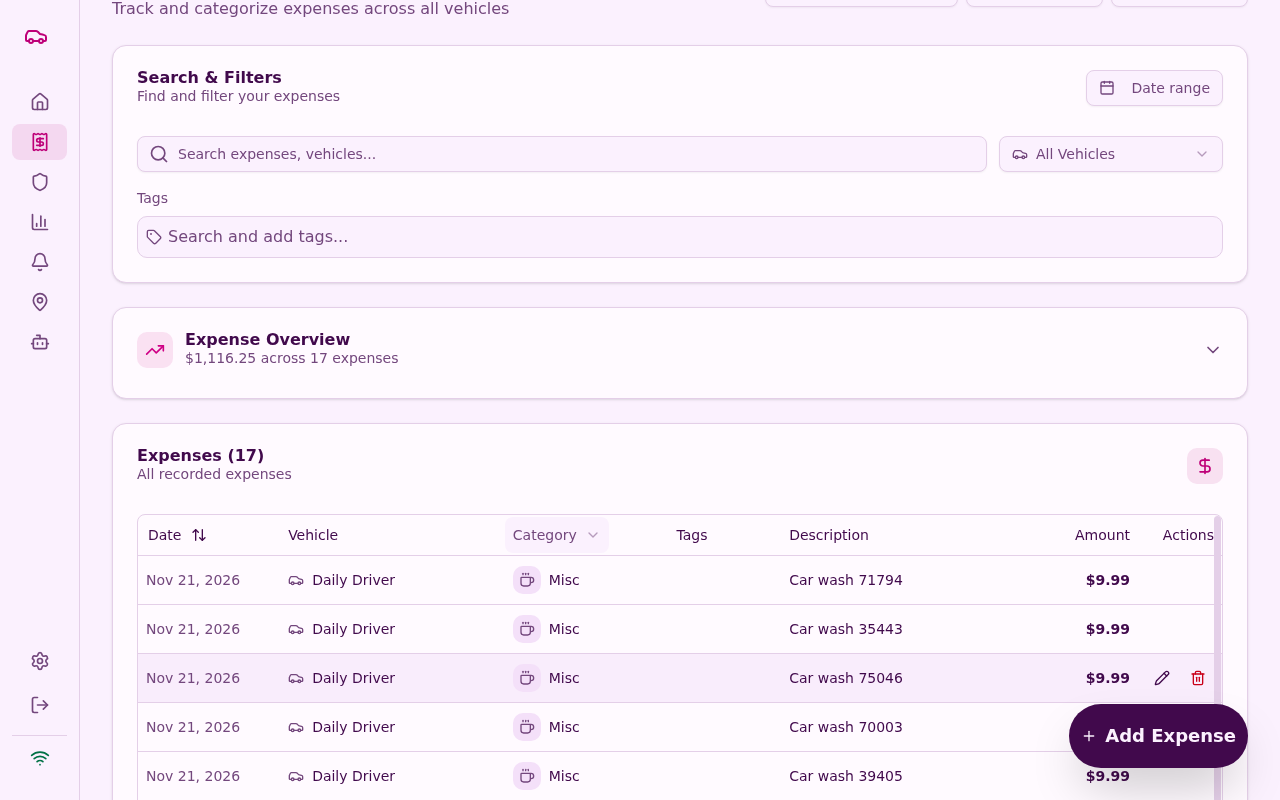 Track and categorize expenses across all vehicles
Search & Filters
Find and filter your expenses
Date range
Search expenses, vehicles...
All Vehicles
Tags
Search and add tags...
Expense Overview
$1,116.25 across 17 expenses
Expenses (17)
All recorded expenses
Date Vehicle Category Tags Description Amount Actions
Nov 21, 2026 Daily Driver Misc Car wash 71794 $9.99
Nov 21, 2026 Daily Driver Misc Car wash 35443 $9.99
Nov 21, 2026 Daily Driver Misc Car wash 75046 $9.99
Nov 21, 2026 Daily Driver Misc Car wash 70003
+ Add Expense
Nov 21, 2026 Daily Driver Misc Car wash 39405 $9.99